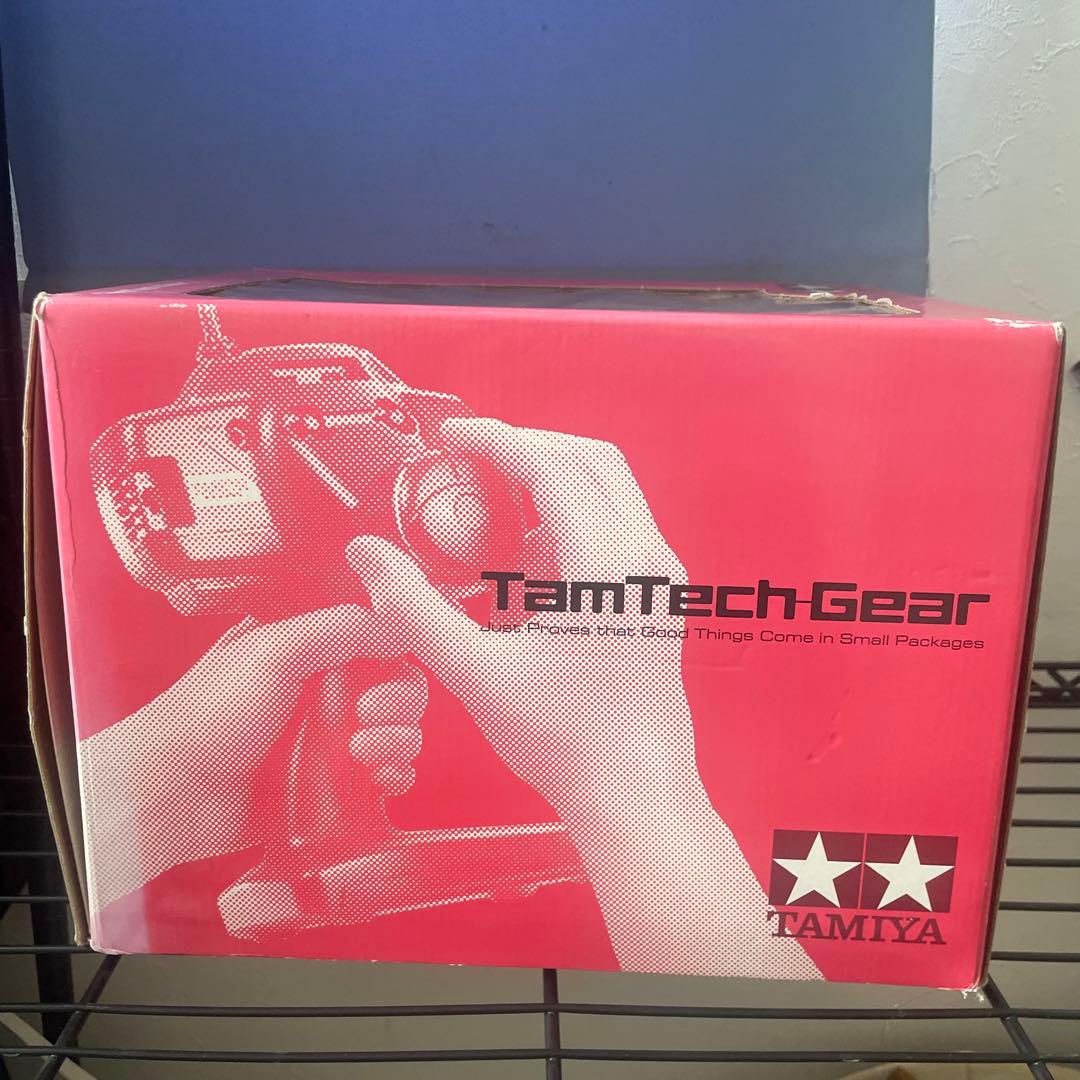 TamTech-Gear
Just Proves that Good Things Come in Small Packages
TAMIYA